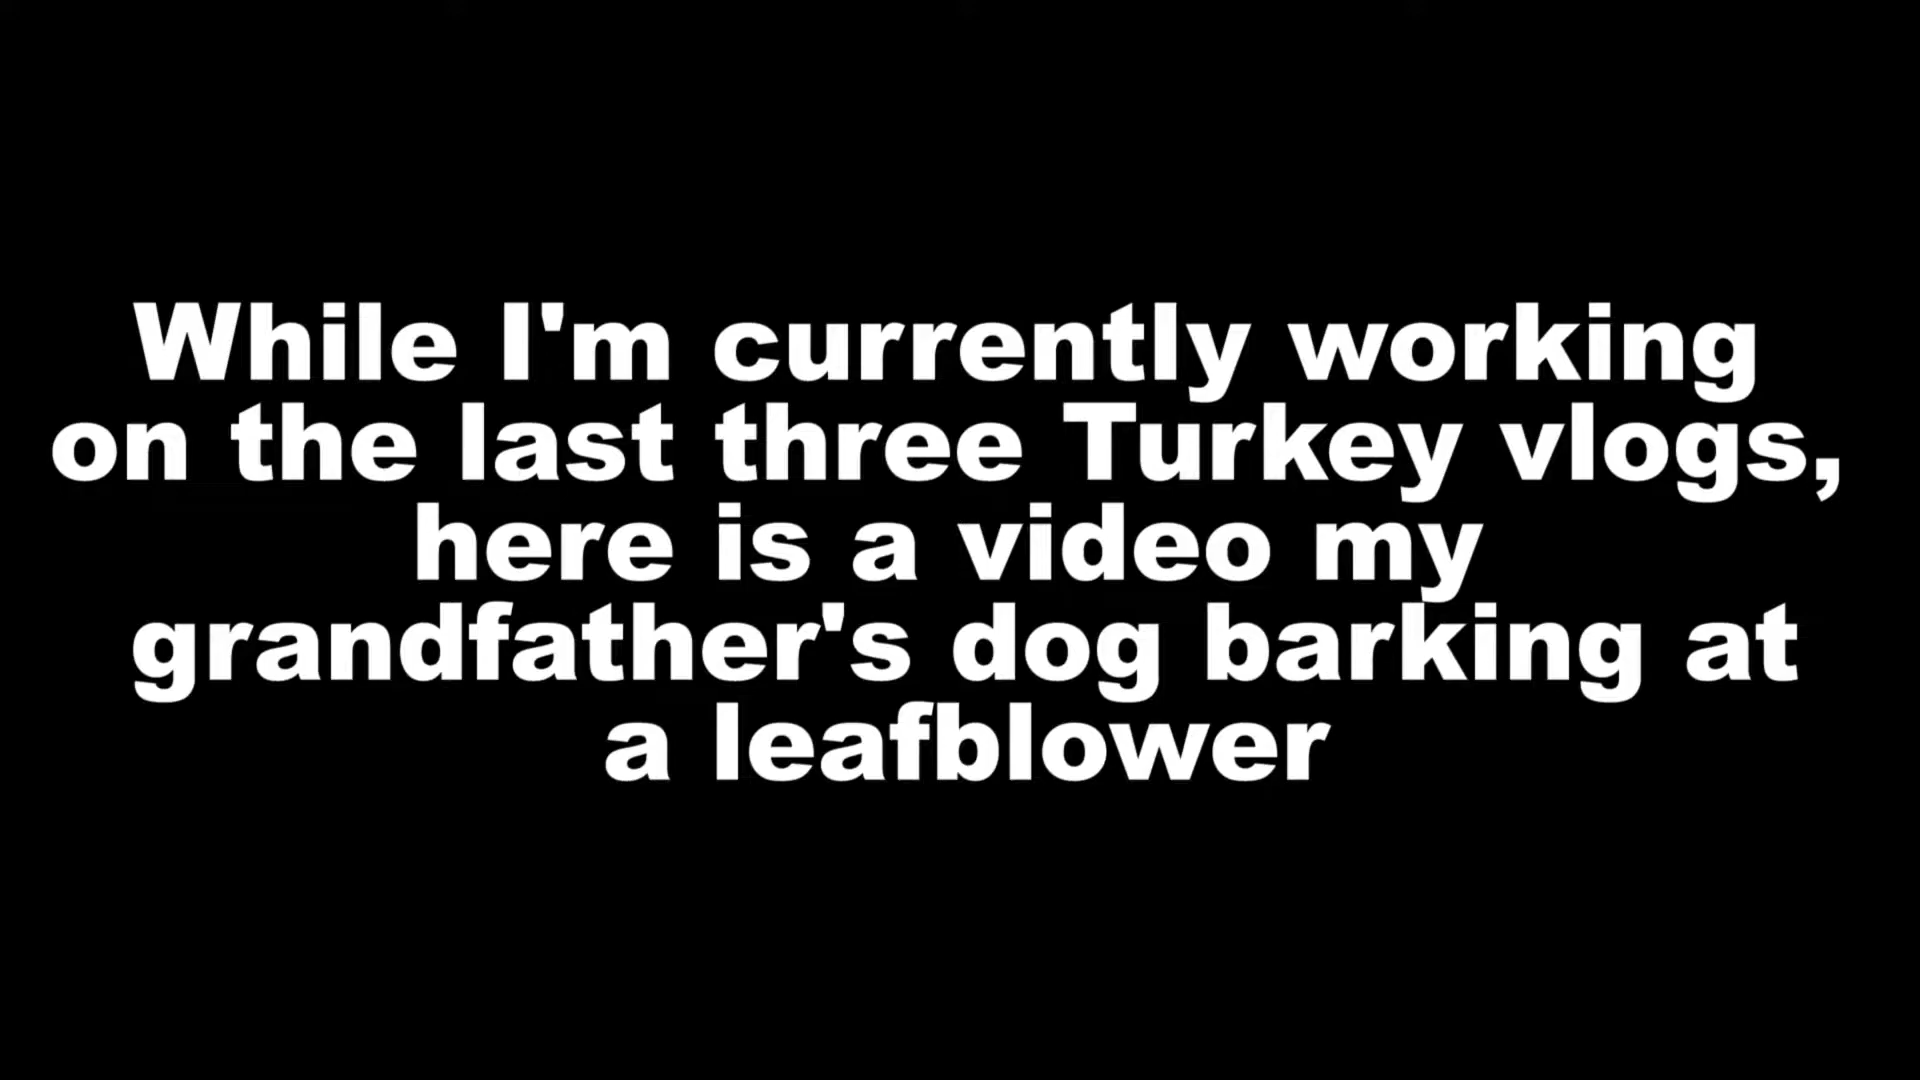 While I'm currently working
on the last three Turkey vlogs,
here is a video my
grandfather's dog barking at
a leafblower